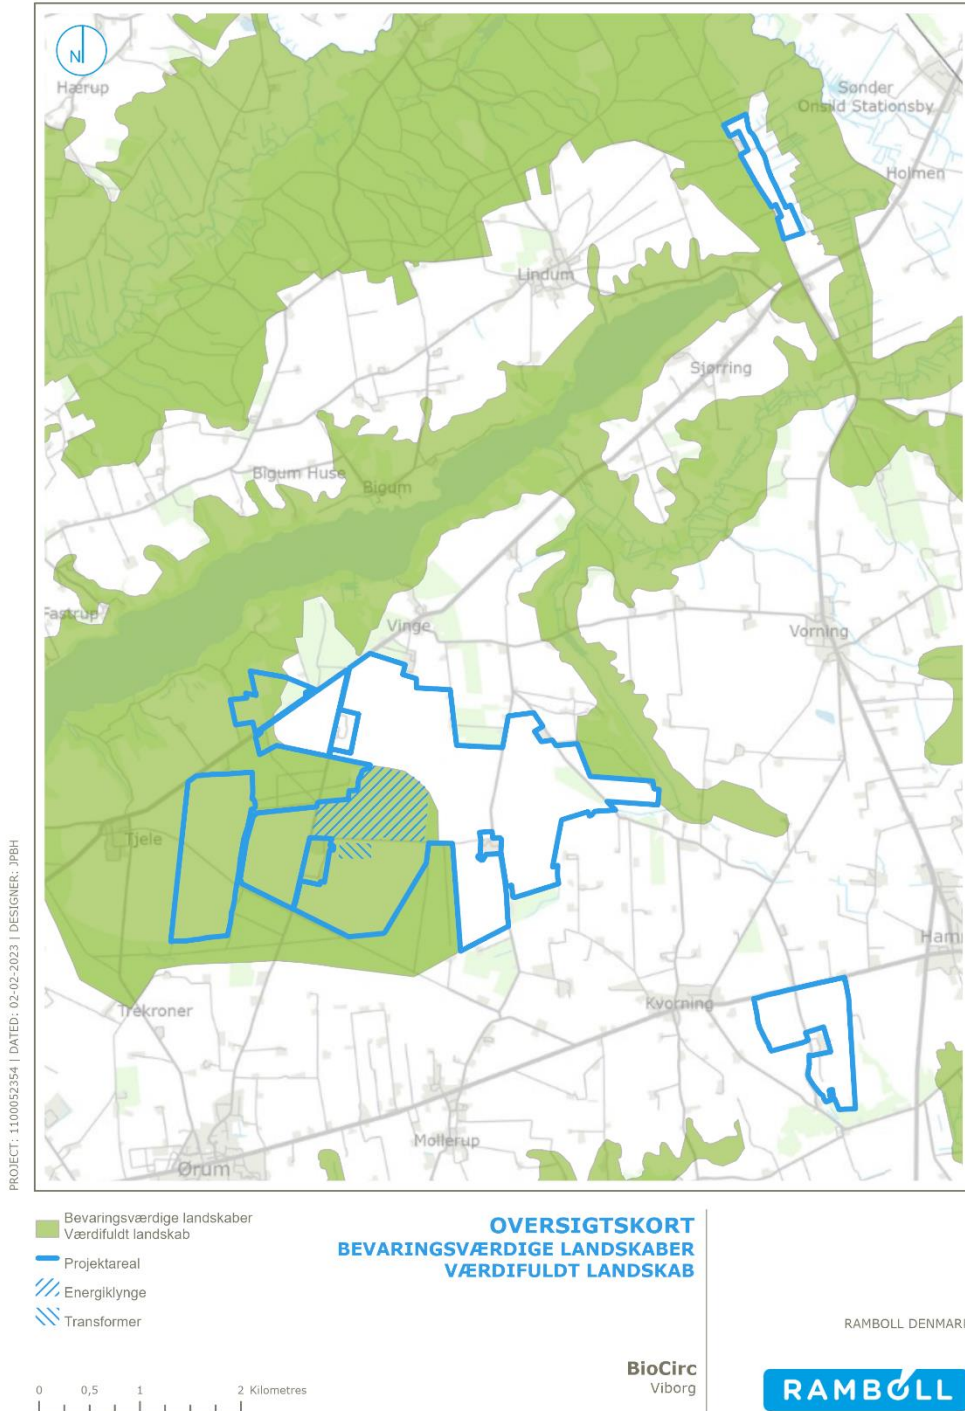 N
Hærup
Sønder
Onsild Stationsby
Holmen
Lindum
Sjørring
Bigum Huse
Bigum
Fastrup
Vinge
Vorning
Tjele
Hamm
Trekroner
Kvorning
Mollerup
Ørum
PROJECT: 1100052354 | DATED: 02-02-2023 | DESIGNER: JPBH
Bevaringsværdige landskaber
Værdifuldt landskab
Projektareal
Energiklynge
Transformer
OVERSIGTSKORT
BEVARINGSVÆRDIGE LANDSKABER
VÆRDIFULDT LANDSKAB
RAMBOLL DENMARK
BioCirc
Viborg
0 0,5 1 2 Kilometres
RAMBOLL